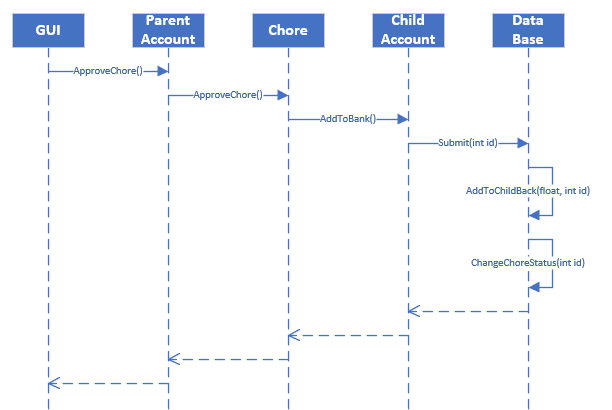 GUI
Parent
Account
Chore
Child
Account
Data
Base
ApproveChore()
ApproveChore()
AddToBank()
Submit(int id)
AddToChildBack(float, int id)
ChangeChoreStatus(int id)